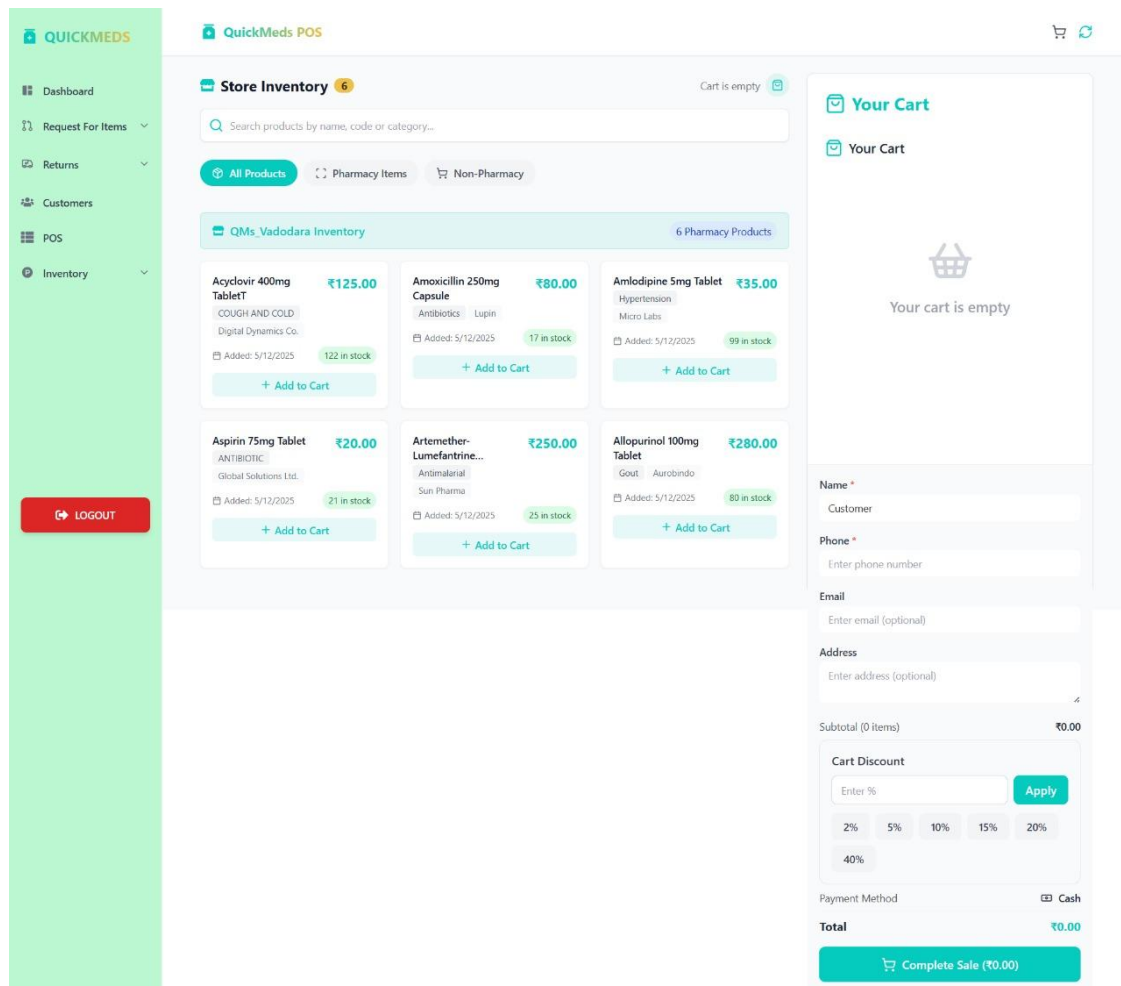 QUICKMEDS
Dashboard
Request For Items
Returns
Customers
POS
Inventory
LOGOUT
QuickMeds POS
Store Inventory 6
Cart is empty
Search products by name, code or category...
All Products
Pharmacy Items
Non-Pharmacy
QMs_Vadodara Inventory
6 Pharmacy Products
Acyclovir 400mg ₹125.00
TabletT
COUGH AND COLD
Digital Dynamics Co.
Added: 5/12/2025 122 in stock
+ Add to Cart
Amoxicillin 250mg ₹80.00
Capsule
Antibiotics Lupin
Added: 5/12/2025 17 in stock
+ Add to Cart
Amlodipine 5mg Tablet ₹35.00
Hypertension
Micro Labs
Added: 5/12/2025 99 in stock
+ Add to Cart
Aspirin 75mg Tablet ₹20.00
ANTIBIOTIC
Global Solutions Ltd.
Added: 5/12/2025 21 in stock
+ Add to Cart
Artemether- ₹250.00
Lumefantrine...
Antimalarial
Sun Pharma
Added: 5/12/2025 25 in stock
+ Add to Cart
Allopurinol 100mg ₹280.00
Tablet
Gout Aurobindo
Added: 5/12/2025 80 in stock
+ Add to Cart
Your Cart
Your Cart
Your cart is empty
Name *
Customer
Phone *
Enter phone number
Email
Enter email (optional)
Address
Enter address (optional)
Subtotal (0 items) ₹0.00
Cart Discount
Enter % Apply
2% 5% 10% 15% 20%
40%
Payment Method Cash
Total ₹0.00
Complete Sale (₹0.00)